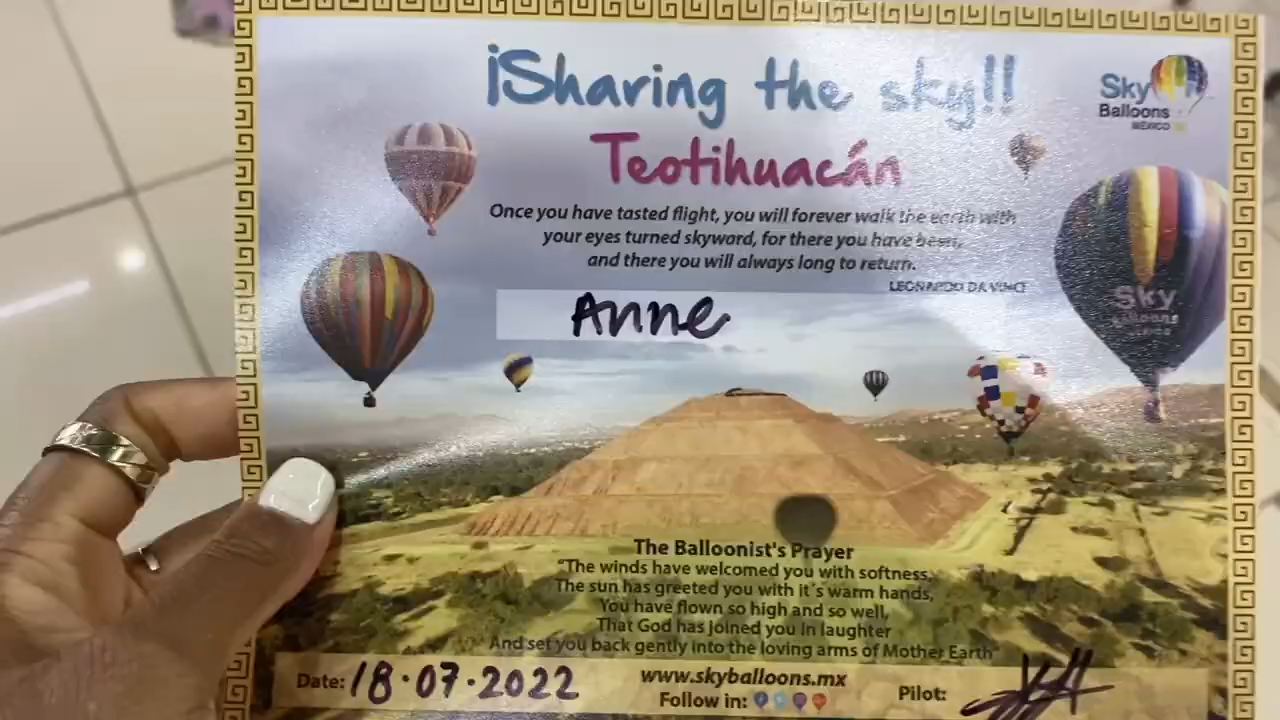 ¡Sharing the sky!!
Sky
Balloons
MEXICO
Teotihuacán
Once you have tasted flight, you will forever walk the earth with
your eyes turned skyward, for there you have been,
and there you will always long to return.
LEONARDO DA VINCI
Anne
Sky
Balloons
MEXICO
The Balloonist's Prayer
"The winds have welcomed you with softness,
The sun has greeted you with it's warm hands,
You have flown so high and so well,
That God has joined you in laughter
And set you back gently into the loving arms of Mother Earth"
Date: 18·07·2022
www.skyballoons.mx
Follow in:
Pilot: